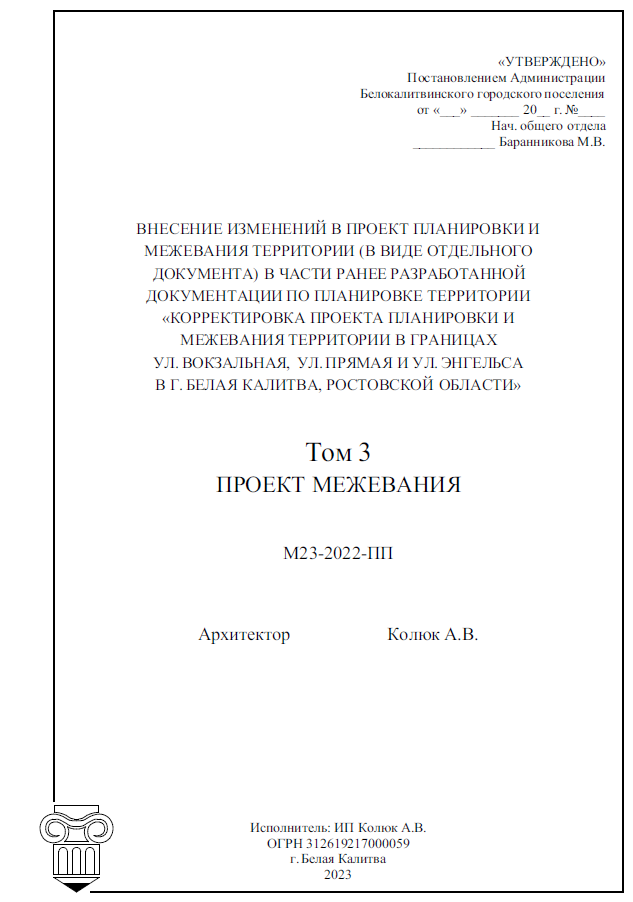 «УТВЕРЖДЕНО»
Постановлением Администрации
Белокалитвинского городского поселения
от «___» _______ 20__ г. №____
Нач. общего отдела
____________ Баранникова М.В.
ВНЕСЕНИЕ ИЗМЕНЕНИЙ В ПРОЕКТ ПЛАНИРОВКИ И
МЕЖЕВАНИЯ ТЕРРИТОРИИ (В ВИДЕ ОТДЕЛЬНОГО
ДОКУМЕНТА) В ЧАСТИ РАНЕЕ РАЗРАБОТАННОЙ
ДОКУМЕНТАЦИИ ПО ПЛАНИРОВКЕ ТЕРРИТОРИИ
«КОРРЕКТИРОВКА ПРОЕКТА ПЛАНИРОВКИ И
МЕЖЕВАНИЯ ТЕРРИТОРИИ В ГРАНИЦАХ
УЛ. ВОКЗАЛЬНАЯ, УЛ. ПРЯМАЯ И УЛ. ЭНГЕЛЬСА
В Г. БЕЛАЯ КАЛИТВА, РОСТОВСКОЙ ОБЛАСТИ»
Том 3
ПРОЕКТ МЕЖЕВАНИЯ
М23-2022-ПП
Архитектор Колюк А.В.
Исполнитель: ИП Колюк А.В.
ОГРН 312619217000059
г. Белая Калитва
2023